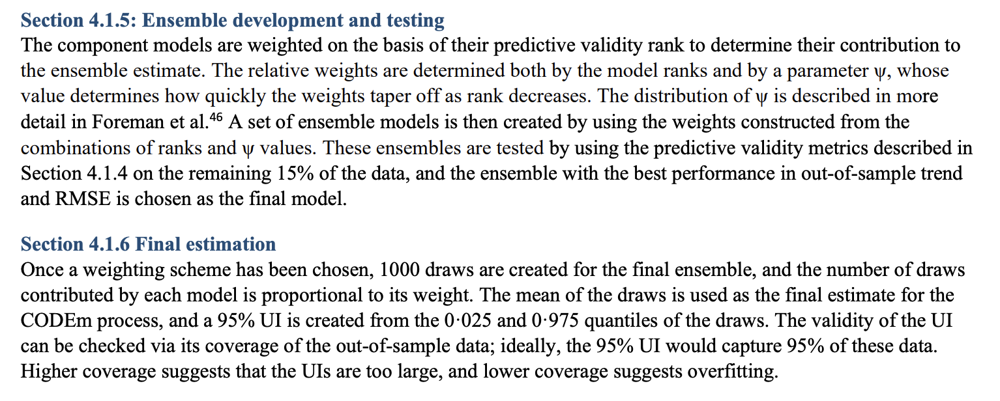 Section 4.1.5: Ensemble development and testing
The component models are weighted on the basis of their predictive validity rank to determine their contribution to
the ensemble estimate. The relative weights are determined both by the model ranks and by a parameter ψ, whose
value determines how quickly the weights taper off as rank decreases. The distribution of ψ is described in more
detail in Foreman et al.46 A set of ensemble models is then created by using the weights constructed from the
combinations of ranks and ψ values. These ensembles are tested by using the predictive validity metrics described in
Section 4.1.4 on the remaining 15% of the data, and the ensemble with the best performance in out-of-sample trend
and RMSE is chosen as the final model.
Section 4.1.6 Final estimation
Once a weighting scheme has been chosen, 1000 draws are created for the final ensemble, and the number of draws
contributed by each model is proportional to its weight. The mean of the draws is used as the final estimate for the
CODEm process, and a 95% UI is created from the 0·025 and 0·975 quantiles of the draws. The validity of the UI
can be checked via its coverage of the out-of-sample data; ideally, the 95% UI would capture 95% of these data.
Higher coverage suggests that the UIs are too large, and lower coverage suggests overfitting.